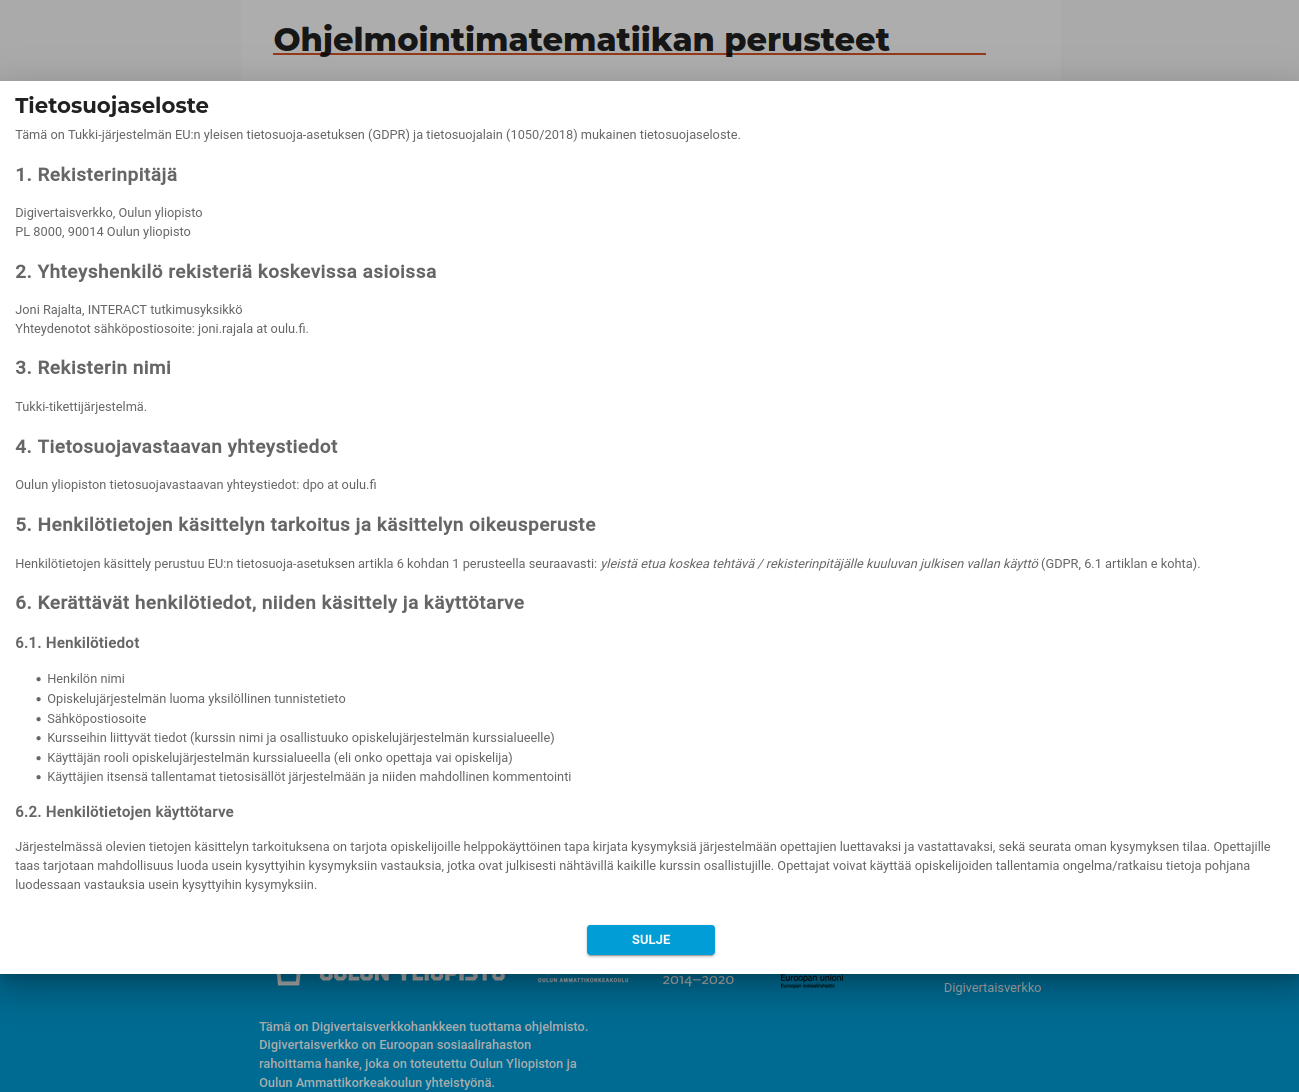 Ohjelmointimatematiikan perusteet
Tietosuojaseloste
Tämä on Tukki-järjestelmän EU:n yleisen tietosuoja-asetuksen (GDPR) ja tietosuojalain (1050/2018) mukainen tietosuojaseloste.
1. Rekisterinpitäjä
Digivertaisverkko, Oulun yliopisto
PL 8000, 90014 Oulun yliopisto
2. Yhteyshenkilö rekisteriä koskevissa asioissa
Joni Rajalta, INTERACT tutkimusyksikkö
Yhteydenotot sähköpostiosoite: joni.rajala at oulu.fi.
3. Rekisterin nimi
Tukki-tikettijärjestelmä.
4. Tietosuojavastaavan yhteystiedot
Oulun yliopiston tietosuojavastaavan yhteystiedot: dpo at oulu.fi
5. Henkilötietojen käsittelyn tarkoitus ja käsittelyn oikeusperuste
Henkilötietojen käsittely perustuu EU:n tietosuoja-asetuksen artikla 6 kohdan 1 perusteella seuraavasti: yleistä etua koskea tehtävä / rekisterinpitäjälle kuuluvan julkisen vallan käyttö (GDPR, 6.1 artiklan e kohta).
6. Kerättävät henkilötiedot, niiden käsittely ja käyttötarve
6.1. Henkilötiedot
• Henkilön nimi
• Opiskelujärjestelmän luoma yksilöllinen tunnistetieto
• Sähköpostiosoite
• Kursseihin liittyvät tiedot (kurssin nimi ja osallistuuko opiskelujärjestelmän kurssialueelle)
• Käyttäjän rooli opiskelujärjestelmän kurssialueella (eli onko opettaja vai opiskelija)
• Käyttäjien itsensä tallentamat tietosisällöt järjestelmään ja niiden mahdollinen kommentointi
6.2. Henkilötietojen käyttötarve
Järjestelmässä olevien tietojen käsittelyn tarkoituksena on tarjota opiskelijoille helppokäyttöinen tapa kirjata kysymyksiä järjestelmään opettajien luettavaksi ja vastattavaksi, sekä seurata oman kysymyksen tilaa. Opettajille
taas tarjotaan mahdollisuus luoda usein kysyttyihin kysymyksiin vastauksia, jotka ovat julkisesti nähtävillä kaikille kurssin osallistujille. Opettajat voivat käyttää opiskelijoiden tallentamia ongelma/ratkaisu tietoja pohjana
luodessaan vastauksia usein kysyttyihin kysymyksiin.
SULJE
OULUN YLIOPISTO
OULUN AMMATTIKORKEAKOULU
2014–2020
Euroopan unioni
Euroopan sosiaalirahasto
Digivertaisverkko
Tämä on Digivertaisverkkohankkeen tuottama ohjelmisto.
Digivertaisverkko on Euroopan sosiaalirahaston
rahoittama hanke, joka on toteutettu Oulun Yliopiston ja
Oulun Ammattikorkeakoulun yhteistyönä.